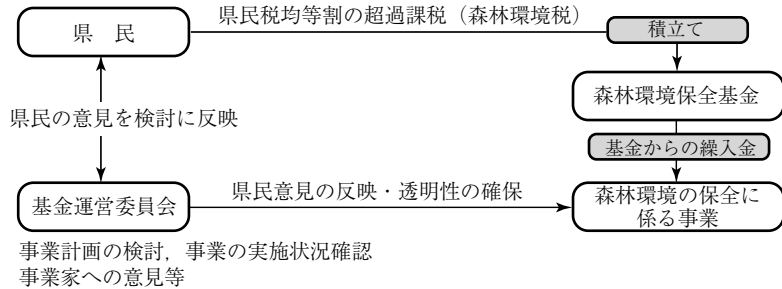 県民税均等割の超過課税（森林環境税）
県　民
積立て
森林環境保全基金
県民の意見を検討に反映
基金からの繰入金
県民意見の反映・透明性の確保
基金運営委員会
森林環境の保全に
係る事業
事業計画の検討，事業の実施状況確認
事業家への意見等